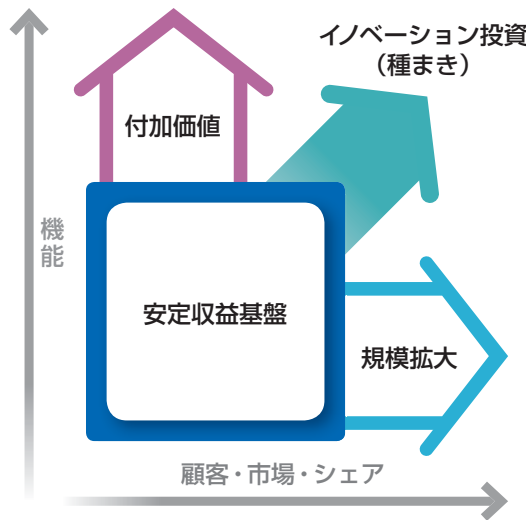 イノベーション投資
（種まき）
付加価値
機能
安定収益基盤
規模拡大
顧客・市場・シェア